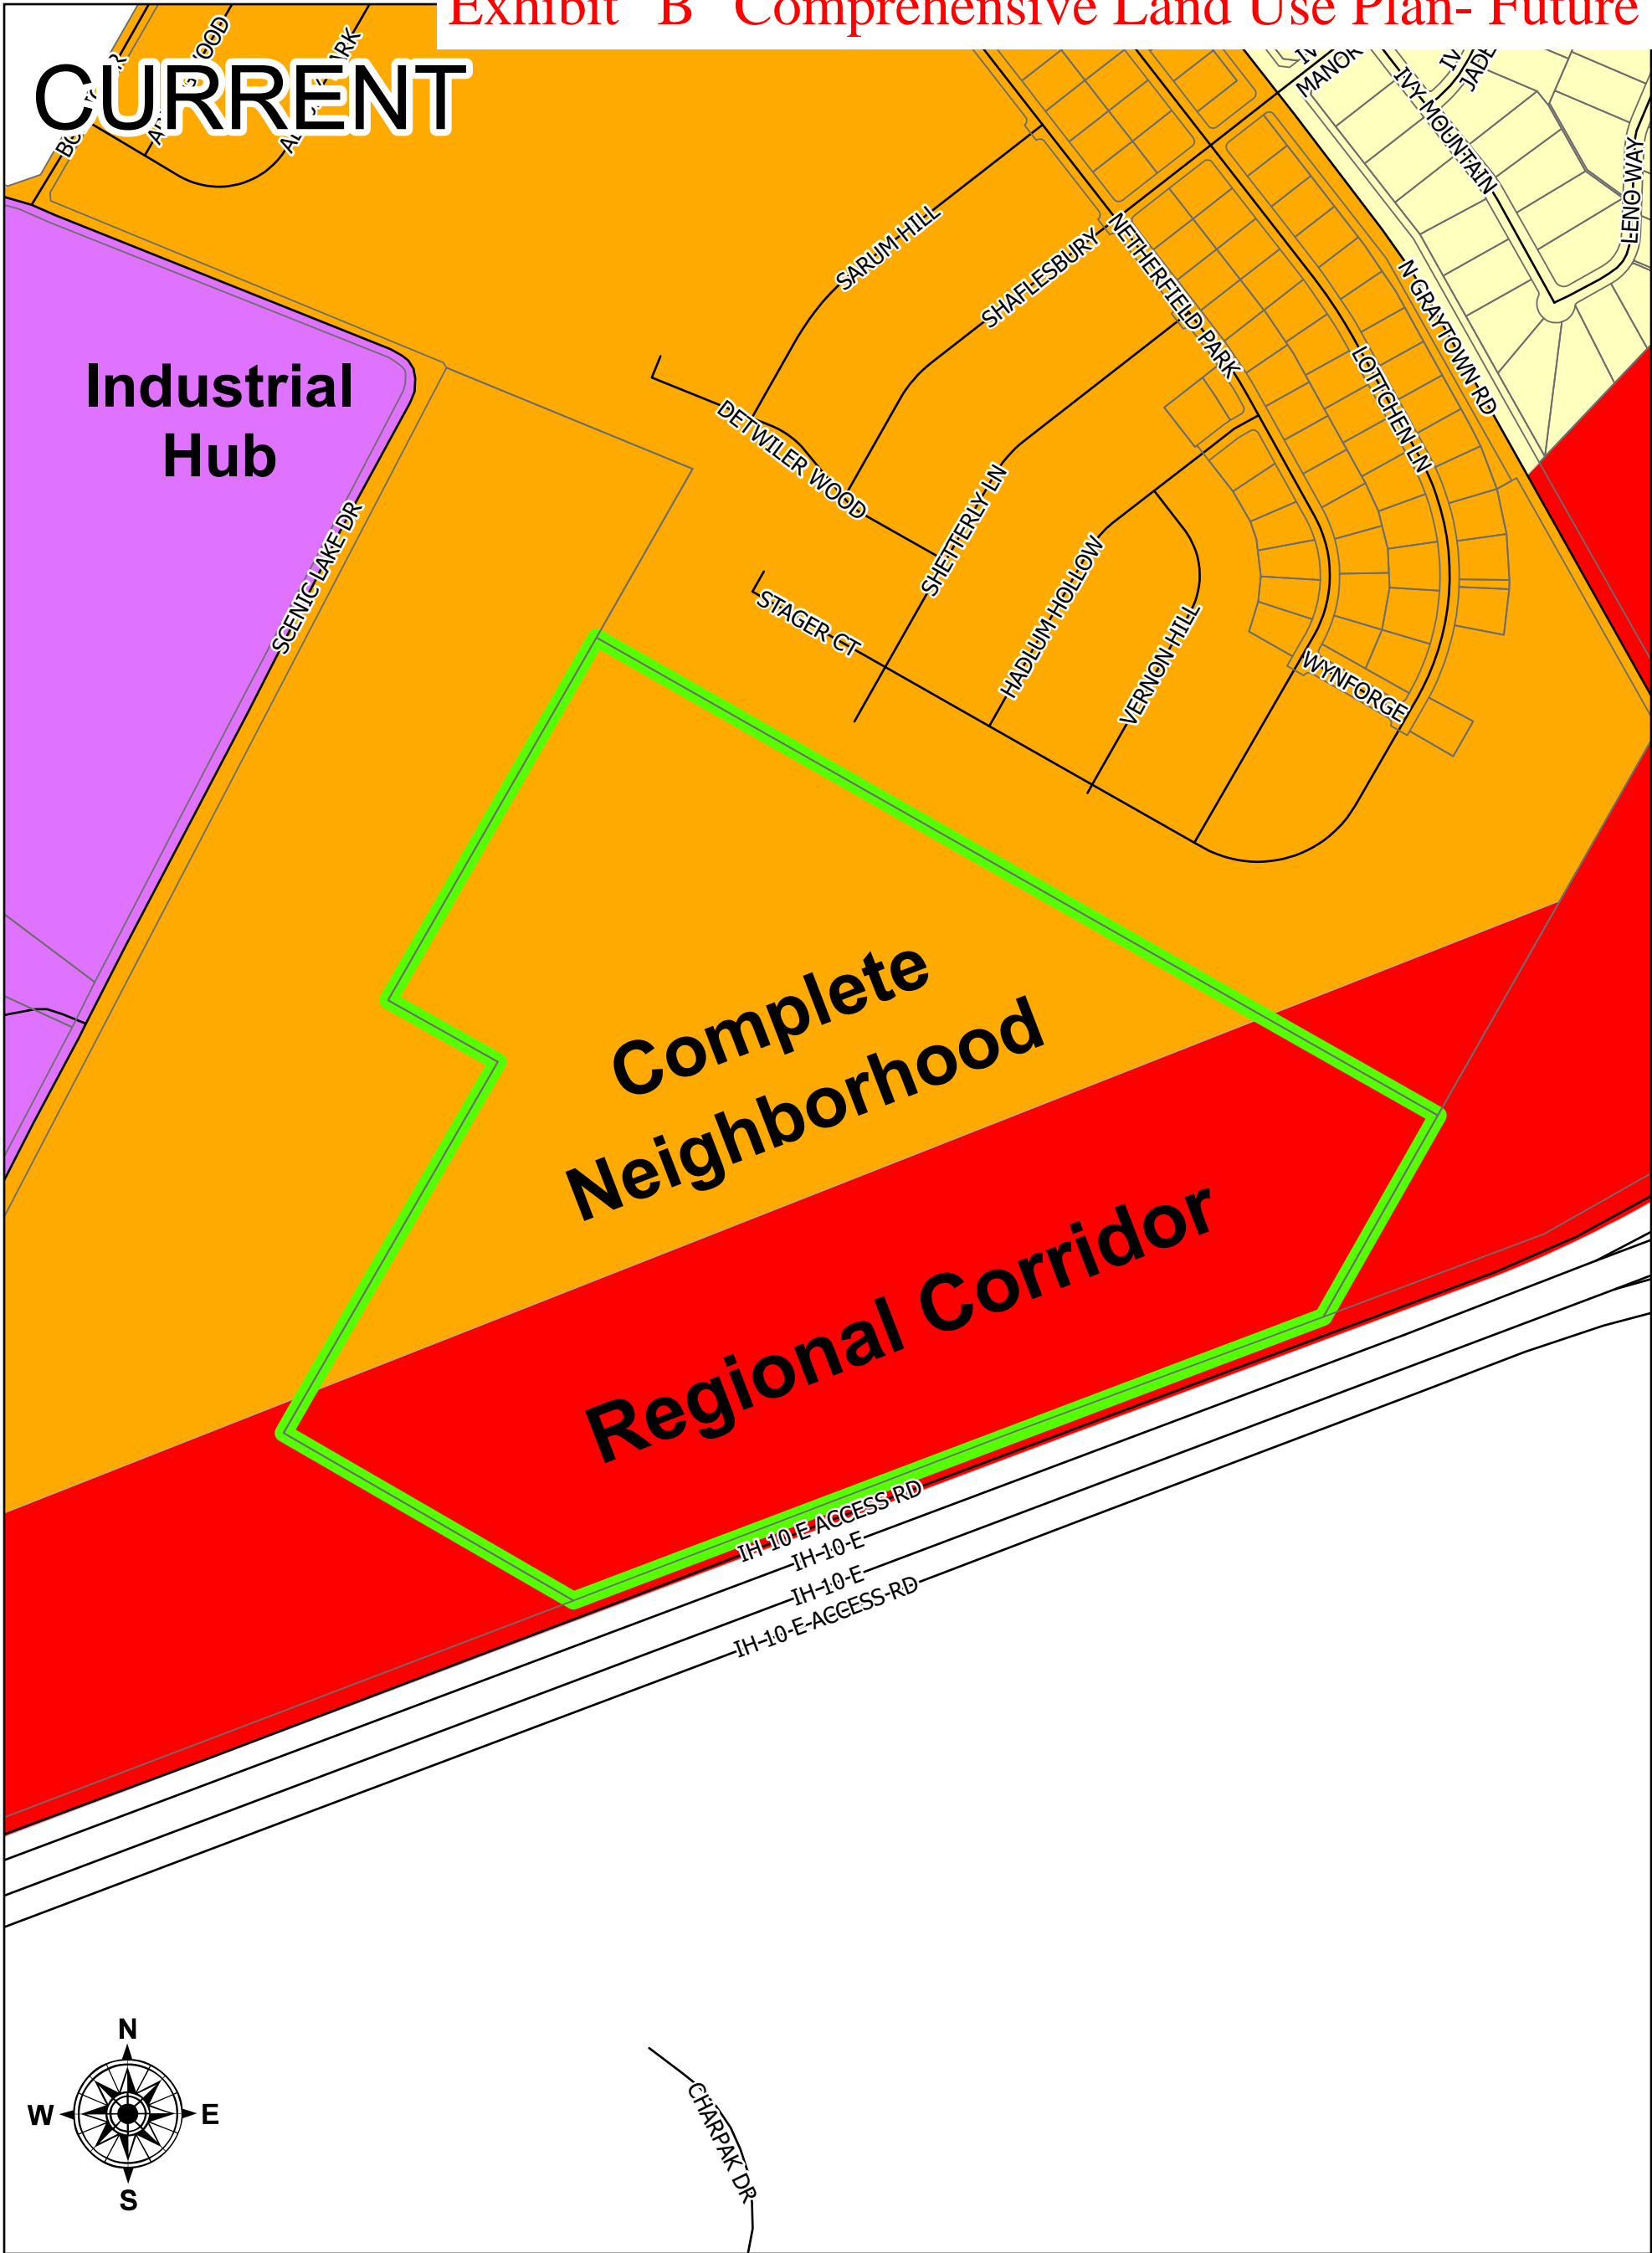 Exhibit "B" Comprehensive Land Use Plan- Future
CURRENT
MANOR
IVY-MOUNTAIN
JADE
LENO-WAY
SARUM HILL
SHAFLESBURY
NETHERFIELD PARK
N-GRAYTOWN-RD
LOTTCHEN-LN
Industrial
Hub
DETWILER WOOD
SHETTERLY LN
SCENIC LAKE-DR
HADLUM-HOLLOW
STAGER CT
VERNON-HILL
WYNFORGE
Complete
Neighborhood
Regional Corridor
IH-10-E ACCESS RD
IH-10-E
IH-10-E
IH-10-E-ACCESS-RD
N
W
E
S
CHARPAK DR